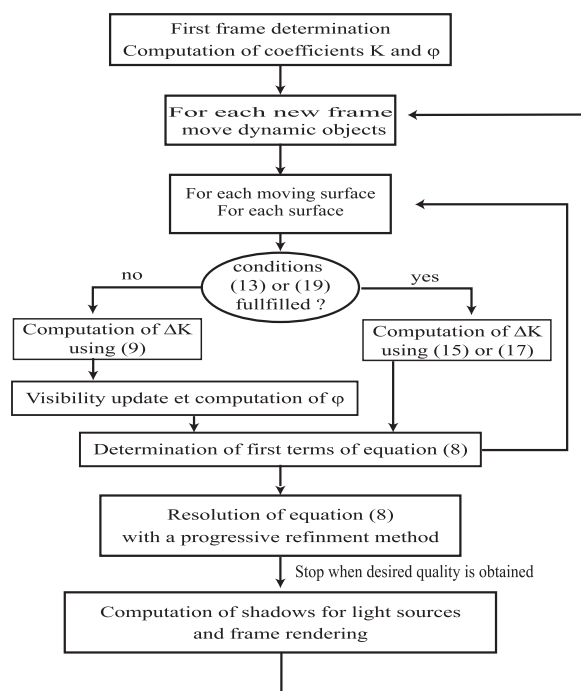 First frame determination
Computation of coefficients K and φ
For each new frame
move dynamic objects
For each moving surface
For each surface
conditions
(13) or (19)
fullfilled ?
no
yes
Computation of ΔK
using (9)
Computation of ΔK
using (15) or (17)
Visibility update et computation of φ
Determination of first terms of equation (8)
Resolution of equation (8)
with a progressive refinment method
Stop when desired quality is obtained
Computation of shadows for light sources
and frame rendering